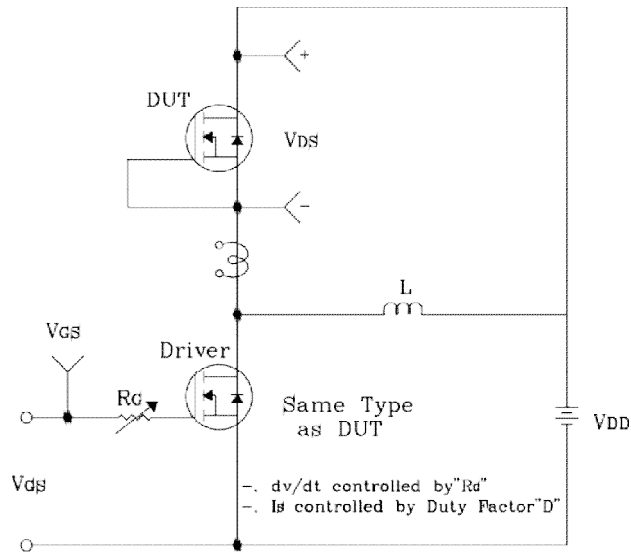 +
DUT
VDS
-
L
VGS
Driver
RG
Same Type
as DUT
VDD
VGS
-. dv/dt controlled by"RG"
-. Is controlled by Duty Factor"D"